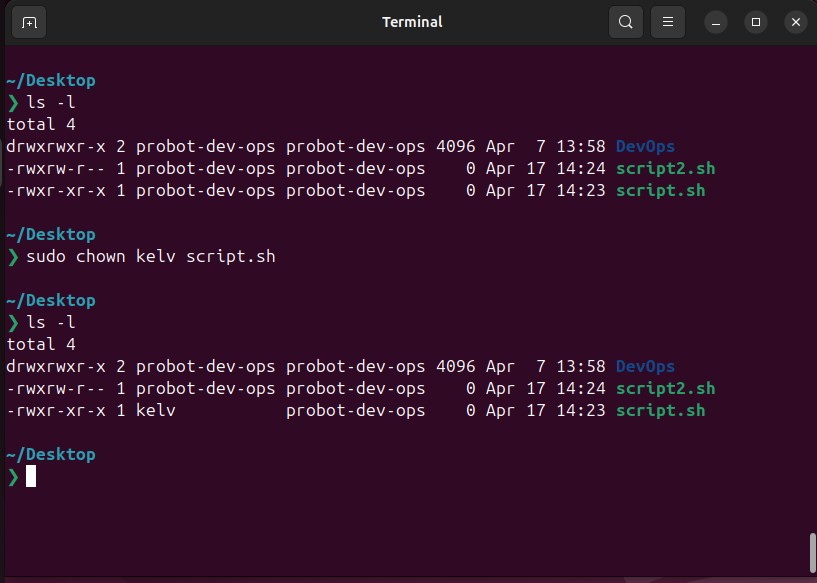 Terminal
~/Desktop
❯ ls -l
total 4
drwxrwxr-x 2 probot-dev-ops probot-dev-ops 4096 Apr  7 13:58 DevOps
-rwxrw-r-- 1 probot-dev-ops probot-dev-ops    0 Apr 17 14:24 script2.sh
-rwxr-xr-x 1 probot-dev-ops probot-dev-ops    0 Apr 17 14:23 script.sh
~/Desktop
❯ sudo chown kelv script.sh
~/Desktop
❯ ls -l
total 4
drwxrwxr-x 2 probot-dev-ops probot-dev-ops 4096 Apr  7 13:58 DevOps
-rwxrw-r-- 1 probot-dev-ops probot-dev-ops    0 Apr 17 14:24 script2.sh
-rwxr-xr-x 1 kelv           probot-dev-ops    0 Apr 17 14:23 script.sh
~/Desktop
❯